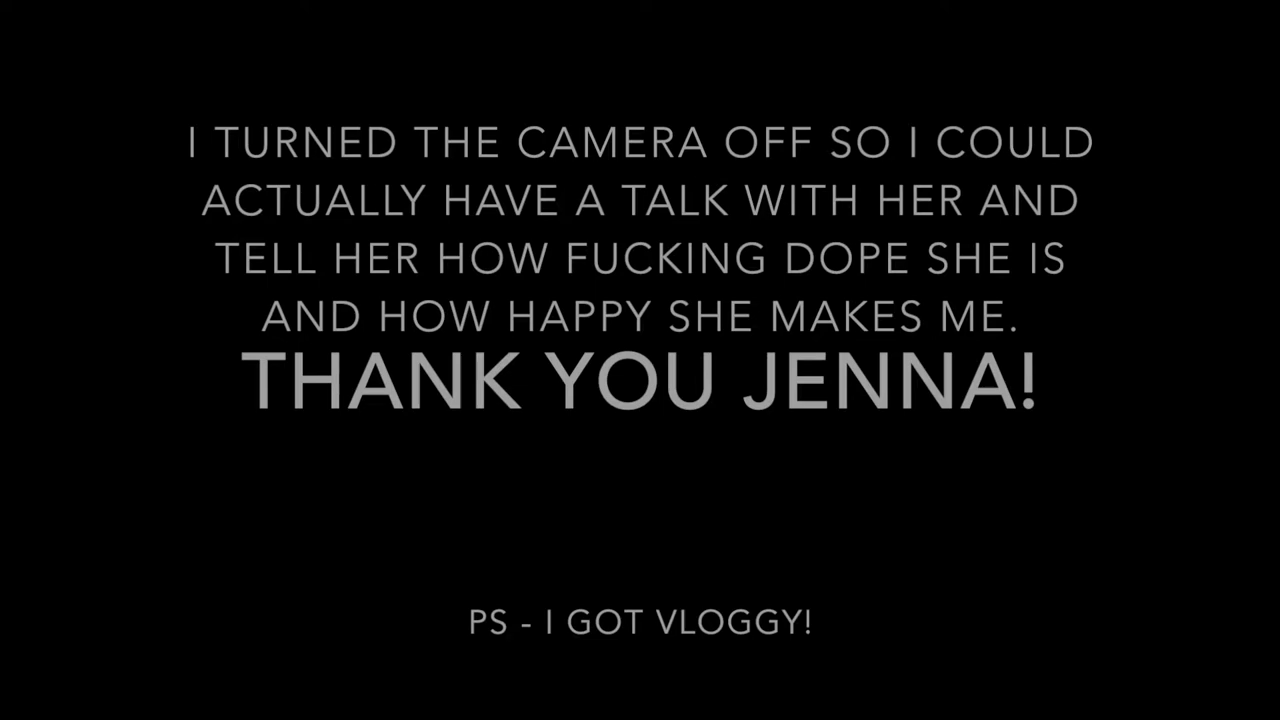 I TURNED THE CAMERA OFF SO I COULD
ACTUALLY HAVE A TALK WITH HER AND
TELL HER HOW FUCKING DOPE SHE IS
AND HOW HAPPY SHE MAKES ME.
THANK YOU JENNA!
PS - I GOT VLOGGY!